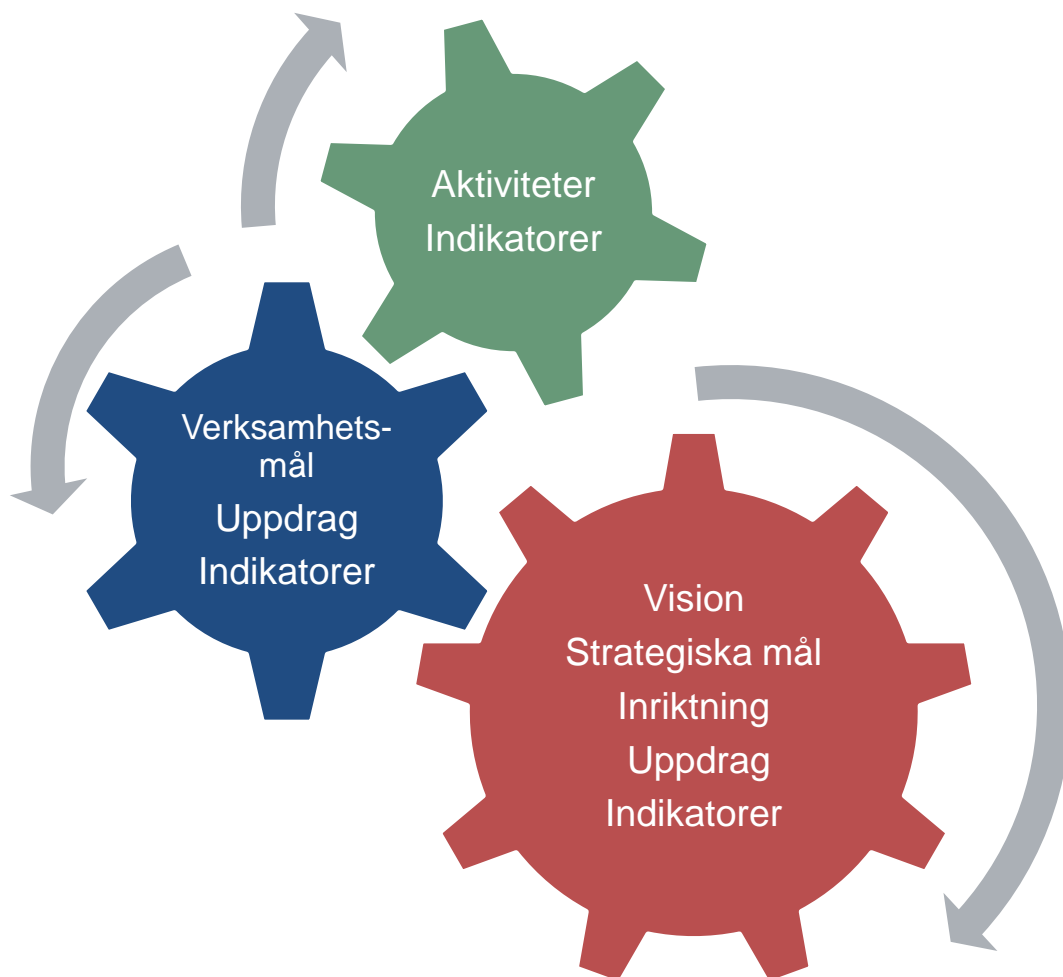 Aktiviteter
Indikatorer
Verksamhets-
mål
Uppdrag
Indikatorer
Vision
Strategiska mål
Inriktning
Uppdrag
Indikatorer